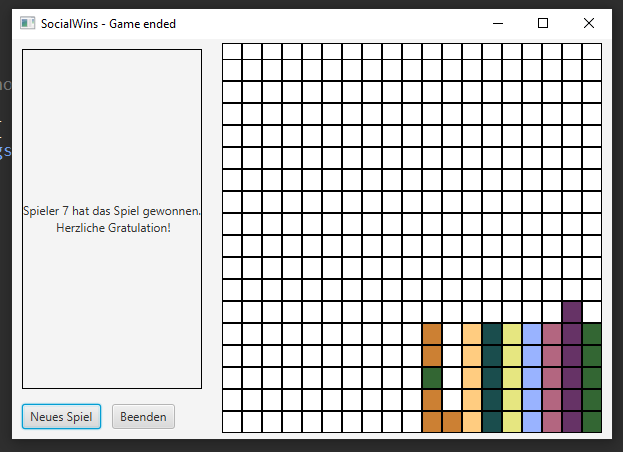 SocialWins - Game ended
Spieler 7 hat das Spiel gewonnen.
Herzliche Gratulation!
Neues Spiel
Beenden